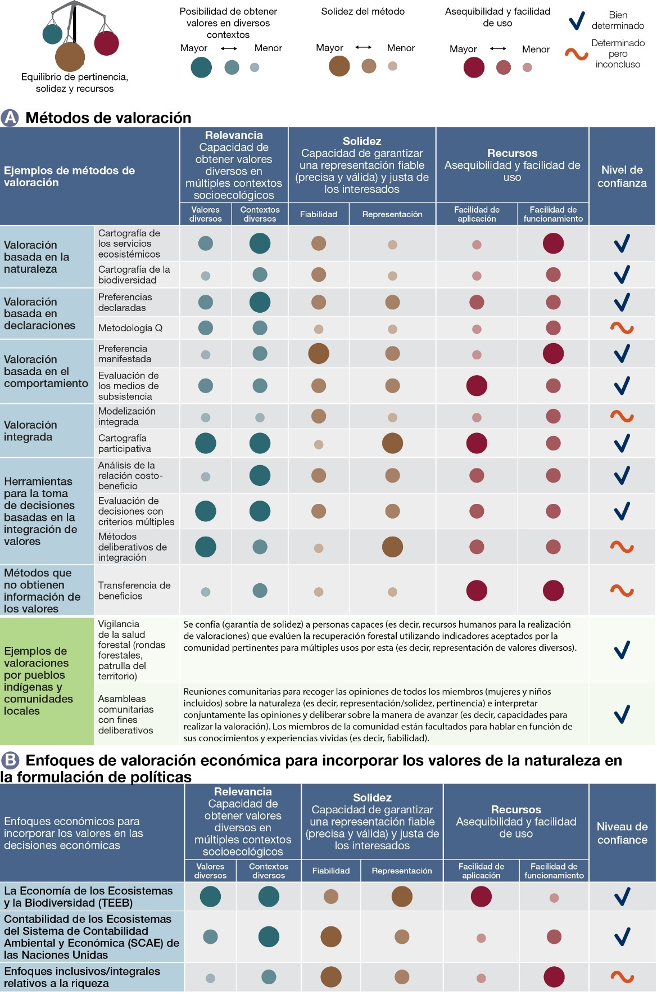 Equilibrio de pertinencia,
solidez y recursos
Posibilidad de obtener
valores en diversos
contextos
Mayor Menor
Solidez del método
Mayor Menor
Asequibilidad y facilidad
de uso
Mayor Menor
Bien
determinado
Determinado
pero
inconcluso
A Métodos de valoración
Ejemplos de métodos de
valoración
Relevancia
Capacidad de
obtener valores
diversos en
múltiples contextos
socioecológicos
Solidez
Capacidad de garantizar
una representación fiable
(precisa y válida) y justa de
los interesados
Recursos
Asequibilidad y facilidad de
uso
Nivel de
confianza
Valores
diversos
Contextos
diversos
Fiabilidad
Representación
Facilidad de
aplicación
Facilidad de
funcionamiento
Valoración
basada en la
naturaleza
Cartografía de
los servicios
ecosistémicos
Cartografía de la
biodiversidad
Valoración
basada en
declaraciones
Preferencias
declaradas
Metodología Q
Valoración
basada en el
comportamiento
Preferencia
manifestada
Evaluación de
los medios de
subsistencia
Valoración
integrada
Modelización
integrada
Cartografía
participativa
Herramientas
para la toma
de decisiones
basadas en la
integración de
valores
Análisis de la
relación costo-
beneficio
Evaluación de
decisiones con
criterios múltiples
Métodos
deliberativos de
integración
Métodos que
no obtienen
información de
los valores
Transferencia de
beneficios
Ejemplos de
valoraciones
por pueblos
indígenas y
comunidades
locales
Vigilancia
de la salud
forestal (rondas
forestales,
patrulla del
territorio)
Se confía (garantía de solidez) a personas capaces (es decir, recursos humanos para la realización
de valoraciones) que evalúen la recuperación forestal utilizando indicadores aceptados por la
comunidad pertinentes para múltiples usos por esta (es decir, representación de valores diversos).
Asambleas
comunitarias
con fines
deliberativos
Reuniones comunitarias para recoger las opiniones de todos los miembros (mujeres y niños
incluidos) sobre la naturaleza (es decir, representación/solidez, pertinencia) e interpretar
conjuntamente las opiniones y deliberar sobre la manera de avanzar (es decir, capacidades para
realizar la valoración). Los miembros de la comunidad están facultados para hablar en función de
sus conocimientos y experiencias vividas (es decir, fiabilidad).
B Enfoques de valoración económica para incorporar los valores de la naturaleza en
la formulación de políticas
Enfoques económicos para
incorporar los valores en las
decisiones económicas
Relevancia
Capacidad de
obtener valores
diversos en
múltiples contextos
socioecológicos
Solidez
Capacidad de garantizar
una representación fiable
(precisa y válida) y justa de
los interesados
Recursos
Asequibilidad y facilidad
de uso
Niveau de
confiance
Valores
diversos
Contextos
diversos
Fiabilidad
Representación
Facilidad de
aplicación
Facilidad de
funcionamiento
La Economía de los Ecosistemas
y la Biodiversidad (TEEB)
Contabilidad de los Ecosistemas
del Sistema de Contabilidad
Ambiental y Económica (SCAE) de
las Naciones Unidas
Enfoques inclusivos/integrales
relativos a la riqueza